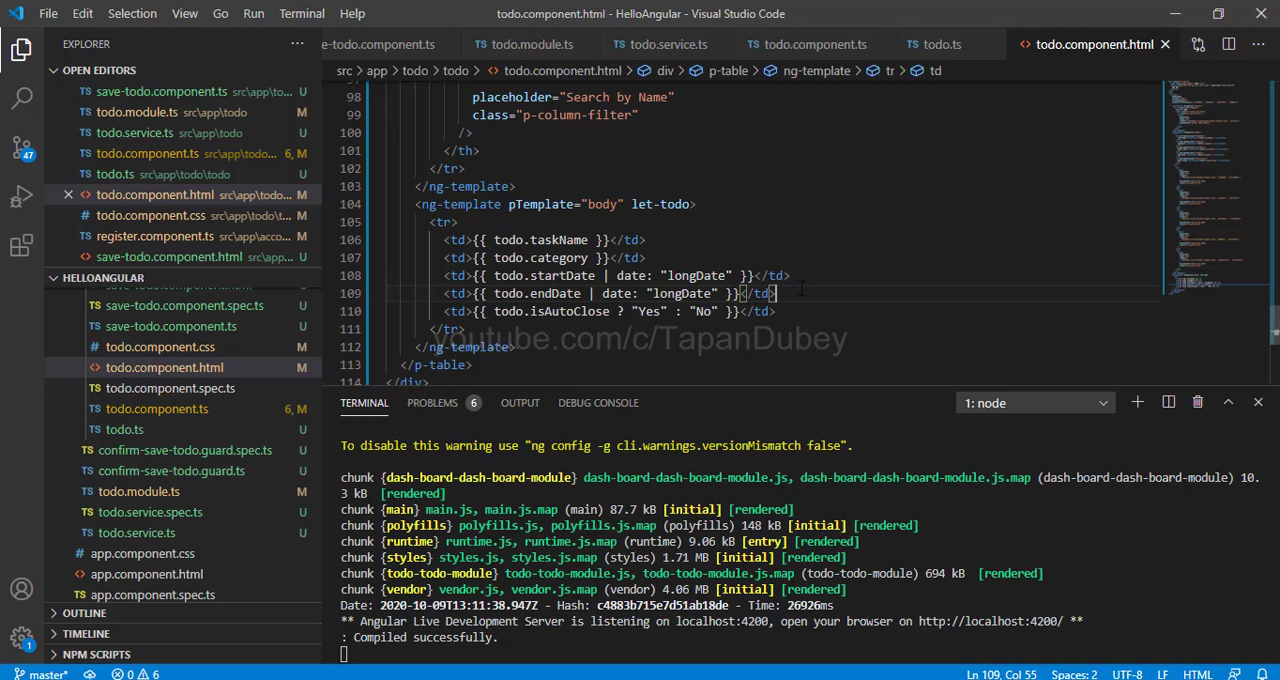 File Edit Selection View Go Run Terminal Help todo.component.html - HelloAngular - Visual Studio Code
EXPLORER
OPEN EDITORS
save-todo.component.ts src\app\to... U
todo.module.ts src\app\todo M
todo.service.ts src\app\todo U
todo.component.ts src\app\todo... 6, M
todo.ts src\app\todo\todo U
todo.component.html src\app\todo... M
todo.component.css src\app\todo\t... M
register.component.ts src\app\acco... M
save-todo.component.html src\app... U
HELLOANGULAR
save-todo.component.spec.ts U
save-todo.component.ts U
todo.component.css M
todo.component.html M
todo.component.spec.ts
todo.component.ts 6, M
todo.ts U
confirm-save-todo.guard.spec.ts U
confirm-save-todo.guard.ts U
todo.module.ts M
todo.service.spec.ts U
todo.service.ts U
app.component.css
app.component.html
app.component.spec.ts
OUTLINE
TIMELINE
NPM SCRIPTS
47
1
e-todo.component.ts todo.module.ts todo.service.ts todo.component.ts todo.ts todo.component.html
src > app > todo > todo > todo.component.html > div > p-table > ng-template > tr > td
98 placeholder="Search by Name"
99 class="p-column-filter"
100 />
101 </th>
102 </tr>
103 </ng-template>
104 <ng-template pTemplate="body" let-todo>
105 <tr>
106 <td>{{ todo.taskName }}</td>
107 <td>{{ todo.category }}</td>
108 <td>{{ todo.startDate | date: "longDate" }}</td>
109 <td>{{ todo.endDate | date: "longDate" }}</td>
110 <td>{{ todo.isAutoClose ? "Yes" : "No" }}</td>
111 </tr>
youtube.com/c/TapanDubey
112 </ng-template>
113 </p-table>
114 </div>
TERMINAL PROBLEMS 6 OUTPUT DEBUG CONSOLE 1: node
To disable this warning use "ng config -g cli.warnings.versionMismatch false".
chunk {dash-board-dash-board-module} dash-board-dash-board-module.js, dash-board-dash-board-module.js.map (dash-board-dash-board-module) 10.
3 kB [rendered]
chunk {main} main.js, main.js.map (main) 87.7 kB [initial] [rendered]
chunk {polyfills} polyfills.js, polyfills.js.map (polyfills) 148 kB [initial] [rendered]
chunk {runtime} runtime.js, runtime.js.map (runtime) 9.06 kB [entry] [rendered]
chunk {styles} styles.js, styles.js.map (styles) 1.71 MB [initial] [rendered]
chunk {todo-todo-module} todo-todo-module.js, todo-todo-module.js.map (todo-todo-module) 694 kB [rendered]
chunk {vendor} vendor.js, vendor.js.map (vendor) 4.06 MB [initial] [rendered]
Date: 2020-10-09T13:11:38.947Z - Hash: c4883b715e7d51ab18de - Time: 26926ms
** Angular Live Development Server is listening on localhost:4200, open your browser on http://localhost:4200/ **
: Compiled successfully.
master* 0 6 Ln 109, Col 55 Spaces: 2 UTF-8 LF HTML